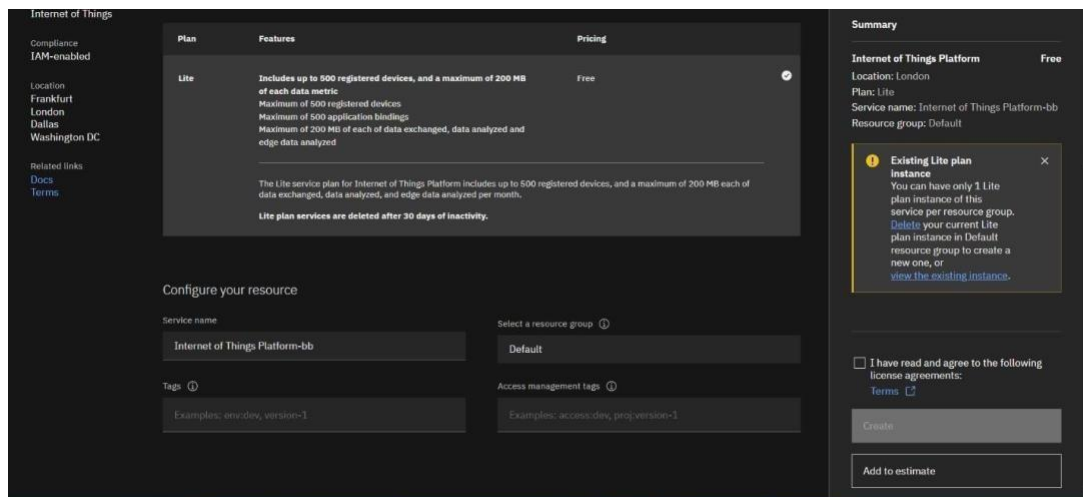 Internet of Things
Compliance
IAM-enabled
Location
Frankfurt
London
Dallas
Washington DC
Related links
Docs
Terms
Plan Features Pricing
Lite Includes up to 500 registered devices, and a maximum of 200 MB Free
of each data metric
Maximum of 500 registered devices
Maximum of 500 application bindings
Maximum of 200 MB of each of data exchanged, data analyzed and
edge data analyzed
The Lite service plan for Internet of Things Platform includes up to 500 registered devices, and a maximum of 200 MB each of
data exchanged, data analyzed, and edge data analyzed per month.
Lite plan services are deleted after 30 days of inactivity.
Configure your resource
Service name
Internet of Things Platform-bb
Select a resource group
Default
Tags
Examples: env:dev, version-1
Access management tags
Examples: access:dev, proj:version-1
Summary
Internet of Things Platform Free
Location: London
Plan: Lite
Service name: Internet of Things Platform-bb
Resource group: Default
Existing Lite plan
instance
You can have only 1 Lite
plan instance of this
service per resource group.
Delete your current Lite
plan instance in Default
resource group to create a
new one, or
view the existing instance.
I have read and agree to the following
license agreements:
Terms
Create
Add to estimate